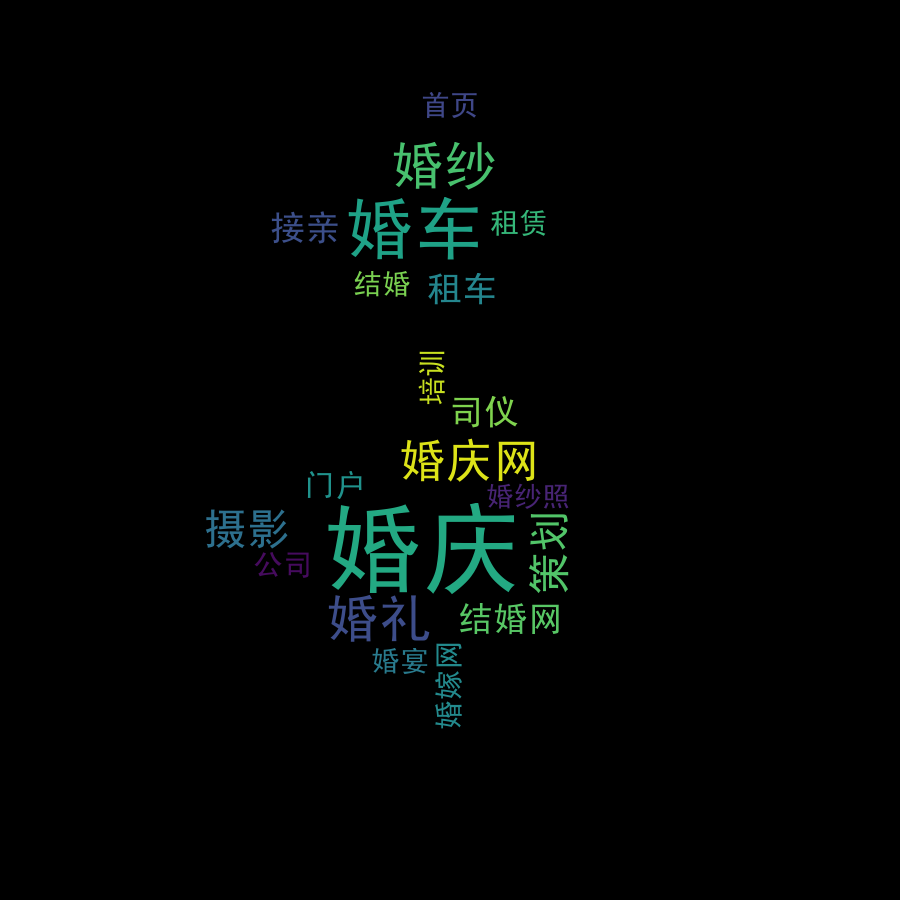 首页
婚纱
接亲 婚车 租赁
结婚 租车
培训
司仪
婚庆网
门户 婚纱照
摄影 婚庆 策划
公司
婚礼 结婚网
婚宴 婚嫁网